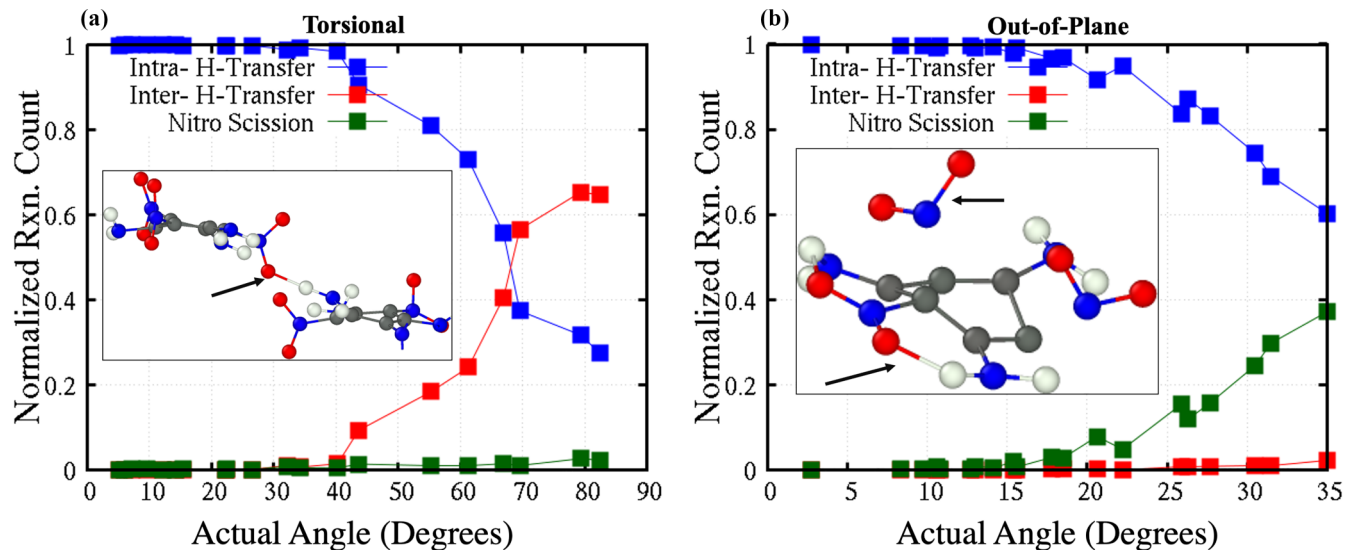 (a)
Torsional
Normalized Rxn. Count
1
0.8
0.6
0.4
0.2
0
Intra- H-Transfer
Inter- H-Transfer
Nitro Scission
0 10 20 30 40 50 60 70 80 90
Actual Angle (Degrees)
(b)
Out-of-Plane
Normalized Rxn. Count
1
0.8
0.6
0.4
0.2
0
Intra- H-Transfer
Inter- H-Transfer
Nitro Scission
0 5 10 15 20 25 30 35
Actual Angle (Degrees)